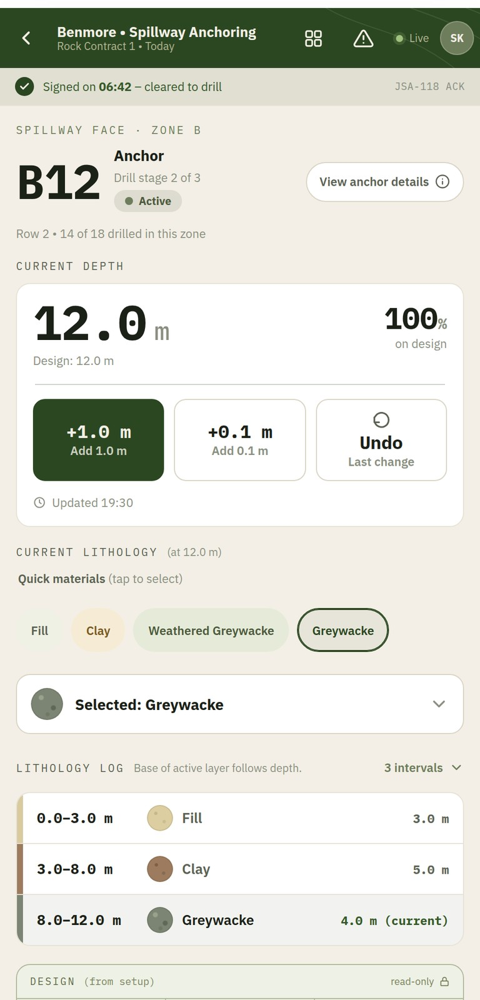 Benmore • Spillway Anchoring
Rock Contract 1 • Today
Live
SK
Signed on 06:42 – cleared to drill
JSA-118 ACK
SPILLWAY FACE · ZONE B
B12
Anchor
Drill stage 2 of 3
Active
View anchor details
Row 2 • 14 of 18 drilled in this zone
CURRENT DEPTH
12.0 m
100%
on design
Design: 12.0 m
+1.0 m
Add 1.0 m
+0.1 m
Add 0.1 m
Undo
Last change
Updated 19:30
CURRENT LITHOLOGY (at 12.0 m)
Quick materials (tap to select)
Fill
Clay
Weathered Greywacke
Greywacke
Selected: Greywacke
LITHOLOGY LOG Base of active layer follows depth. 3 intervals
0.0–3.0 m Fill 3.0 m
3.0–8.0 m Clay 5.0 m
8.0–12.0 m Greywacke 4.0 m (current)
DESIGN (from setup) read-only